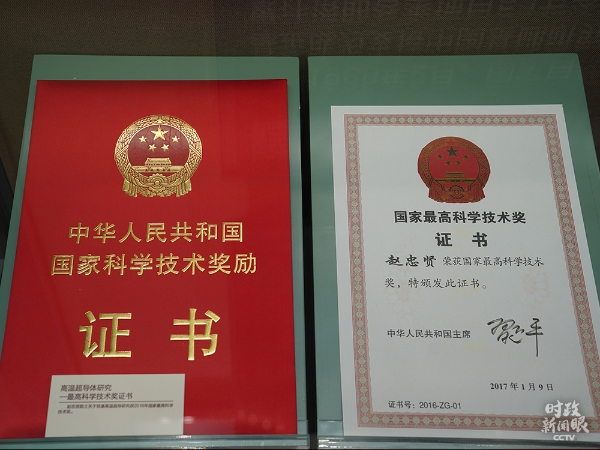 中华人民共和国
国家科学技术奖励
证书
高温超导体研究
—最高科学技术奖证书
国家最高科学技术奖
证书
赵忠贤 荣获国家最高科学技术
奖，特颁发此证书。
中华人民共和国主席 习近平
2017年1月9日
证书号：2016-ZG-01
时政
新闻眼
CCTV